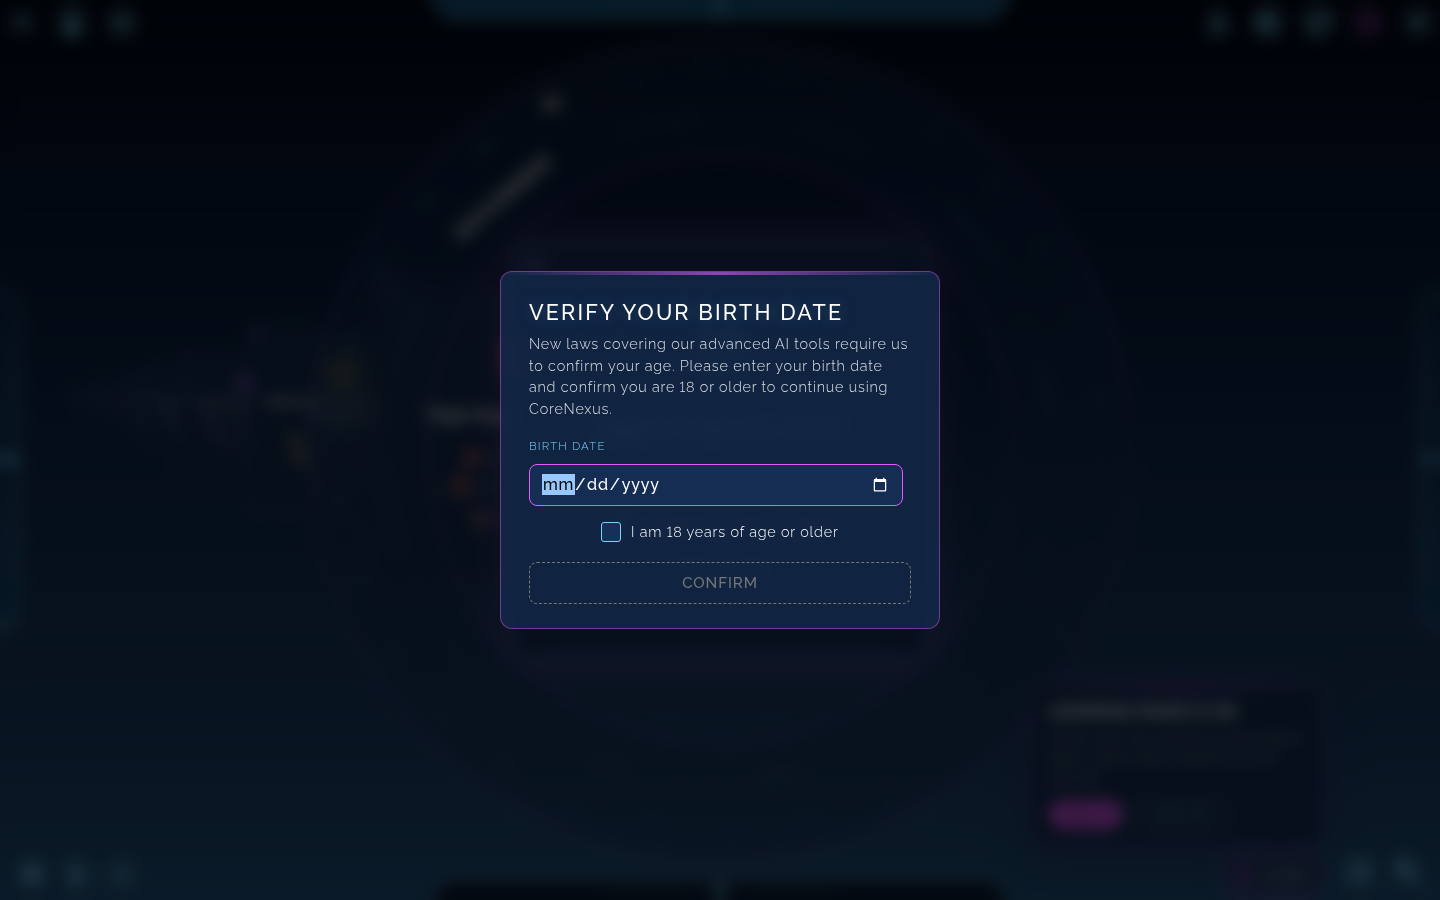 VERIFY YOUR BIRTH DATE
New laws covering our advanced AI tools require us
to confirm your age. Please enter your birth date
and confirm you are 18 or older to continue using
CoreNexus.
BIRTH DATE
mm/dd/yyyy
I am 18 years of age or older
CONFIRM